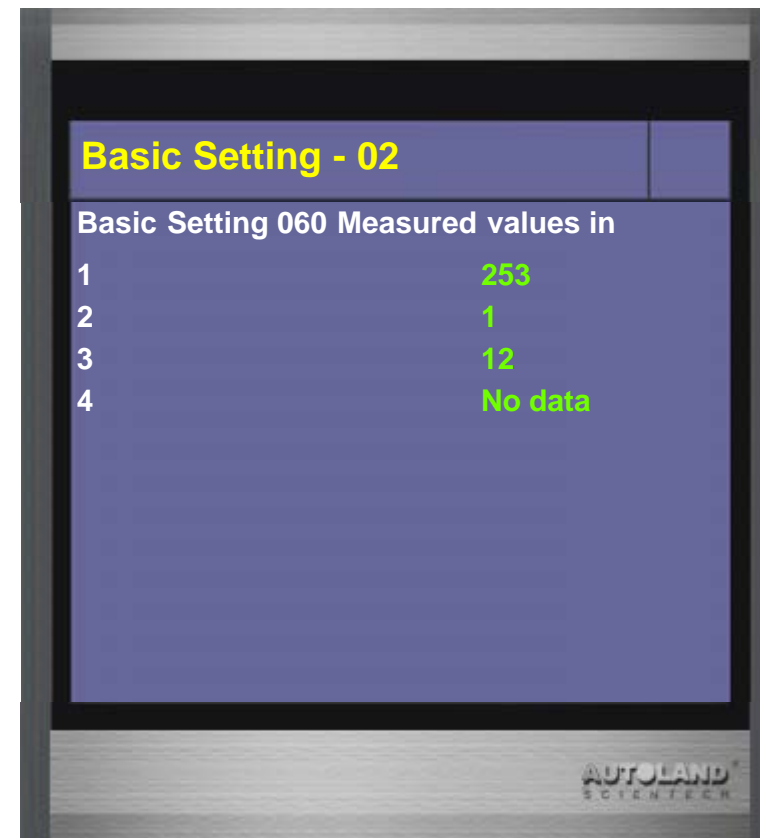 Basic Setting - 02
Basic Setting 060 Measured values in
1 253
2 1
3 12
4 No data
AUTOLAND
SCIENTECH